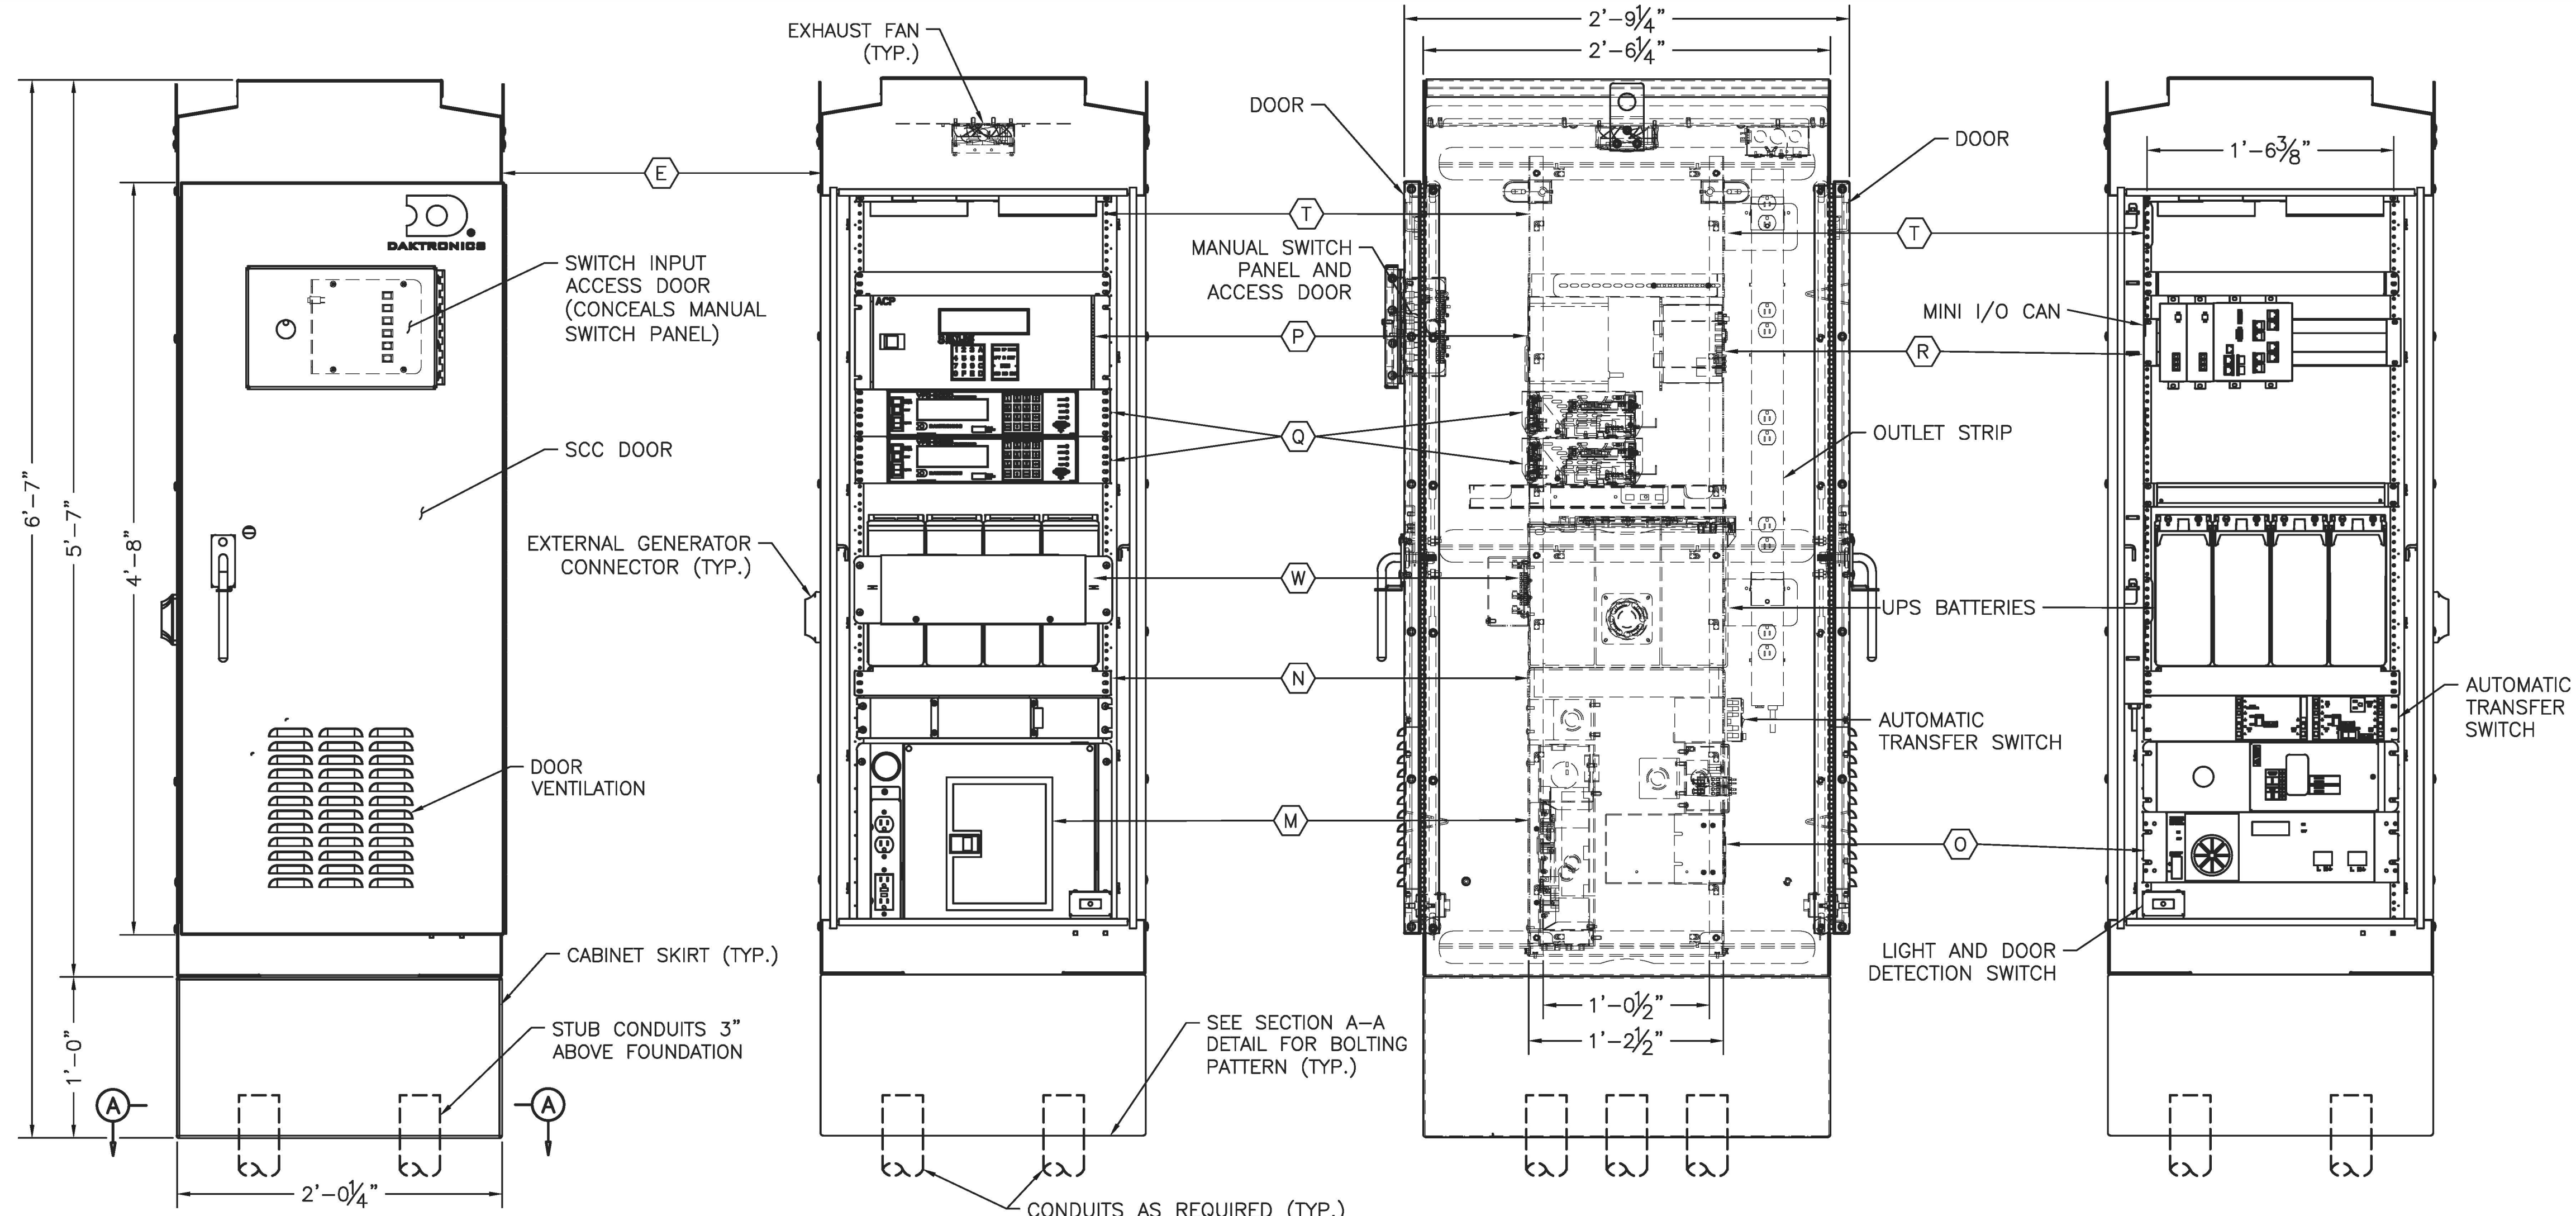 EXHAUST FAN
(TYP.)
2'-9¼"
2'-6¼"
DOOR
DOOR
1'-6⅜"
E
DAKTRONICS
T
T
SWITCH INPUT
ACCESS DOOR
(CONCEALS MANUAL
SWITCH PANEL)
MANUAL SWITCH
PANEL AND
ACCESS DOOR
ACP
P
MINI I/O CAN
R
Q
DAKTRONICS
DAKTRONICS
OUTLET STRIP
SCC DOOR
6'-7"
5'-7"
4'-8"
EXTERNAL GENERATOR
CONNECTOR (TYP.)
W
UPS BATTERIES
N
AUTOMATIC
TRANSFER SWITCH
AUTOMATIC
TRANSFER
SWITCH
DOOR
VENTILATION
M
O
CABINET SKIRT (TYP.)
LIGHT AND DOOR
DETECTION SWITCH
1'-0"
STUB CONDUITS 3"
ABOVE FOUNDATION
SEE SECTION A-A
DETAIL FOR BOLTING
PATTERN (TYP.)
1'-0½"
1'-2½"
A
A
2'-0¼"
CONDUITS AS REQUIRED (TYP.)